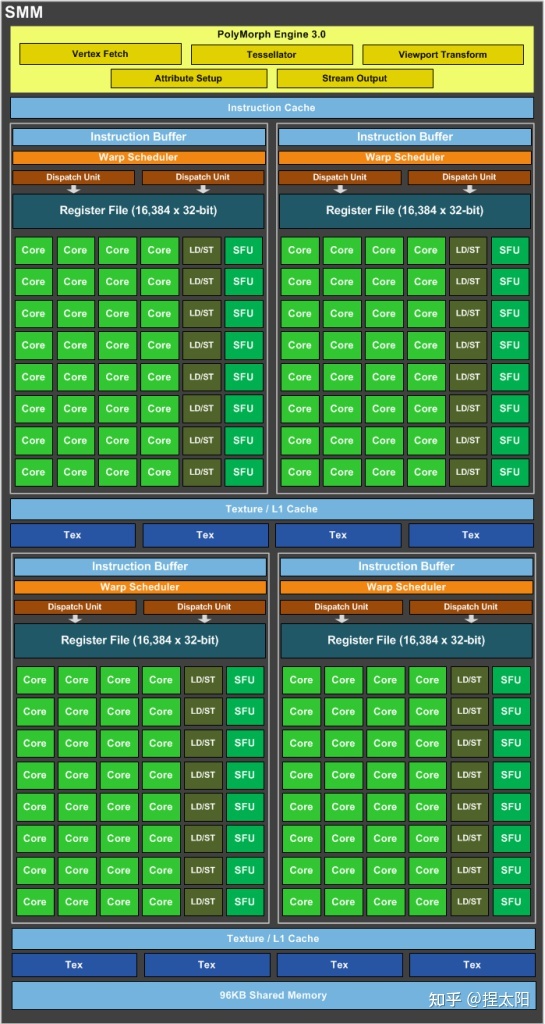 SMM
PolyMorph Engine 3.0
Vertex Fetch Tessellator Viewport Transform
Attribute Setup Stream Output
Instruction Cache
Instruction Buffer Instruction Buffer
Warp Scheduler Warp Scheduler
Dispatch Unit Dispatch Unit Dispatch Unit Dispatch Unit
Register File (16,384 x 32-bit) Register File (16,384 x 32-bit)
Core Core Core Core LD/ST SFU Core Core Core Core LD/ST SFU
Core Core Core Core LD/ST SFU Core Core Core Core LD/ST SFU
Core Core Core Core LD/ST SFU Core Core Core Core LD/ST SFU
Core Core Core Core LD/ST SFU Core Core Core Core LD/ST SFU
Core Core Core Core LD/ST SFU Core Core Core Core LD/ST SFU
Core Core Core Core LD/ST SFU Core Core Core Core LD/ST SFU
Core Core Core Core LD/ST SFU Core Core Core Core LD/ST SFU
Core Core Core Core LD/ST SFU Core Core Core Core LD/ST SFU
Texture / L1 Cache
Tex Tex Tex Tex
Instruction Buffer Instruction Buffer
Warp Scheduler Warp Scheduler
Dispatch Unit Dispatch Unit Dispatch Unit Dispatch Unit
Register File (16,384 x 32-bit) Register File (16,384 x 32-bit)
Core Core Core Core LD/ST SFU Core Core Core Core LD/ST SFU
Core Core Core Core LD/ST SFU Core Core Core Core LD/ST SFU
Core Core Core Core LD/ST SFU Core Core Core Core LD/ST SFU
Core Core Core Core LD/ST SFU Core Core Core Core LD/ST SFU
Core Core Core Core LD/ST SFU Core Core Core Core LD/ST SFU
Core Core Core Core LD/ST SFU Core Core Core Core LD/ST SFU
Core Core Core Core LD/ST SFU Core Core Core Core LD/ST SFU
Core Core Core Core LD/ST SFU Core Core Core Core LD/ST SFU
Texture / L1 Cache
Tex Tex Tex Tex
96KB Shared Memory
知乎 @捏太阳